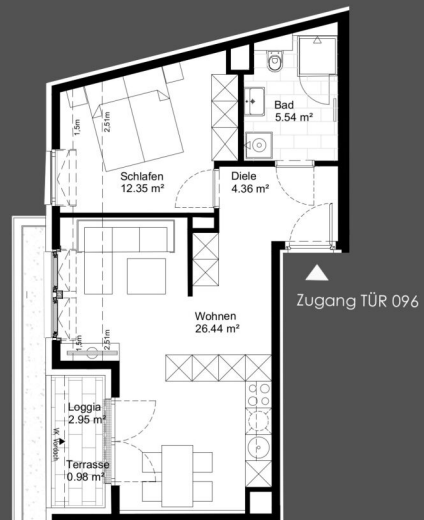 Bad
5.54 m²
1,5m
2,51m
Schlafen
12.35 m²
Diele
4.36 m²
Zugang TÜR 096
Wohnen
26.44 m²
1,5m
2,51m
Loggia
2.95 m²
Terrasse
0.98 m²